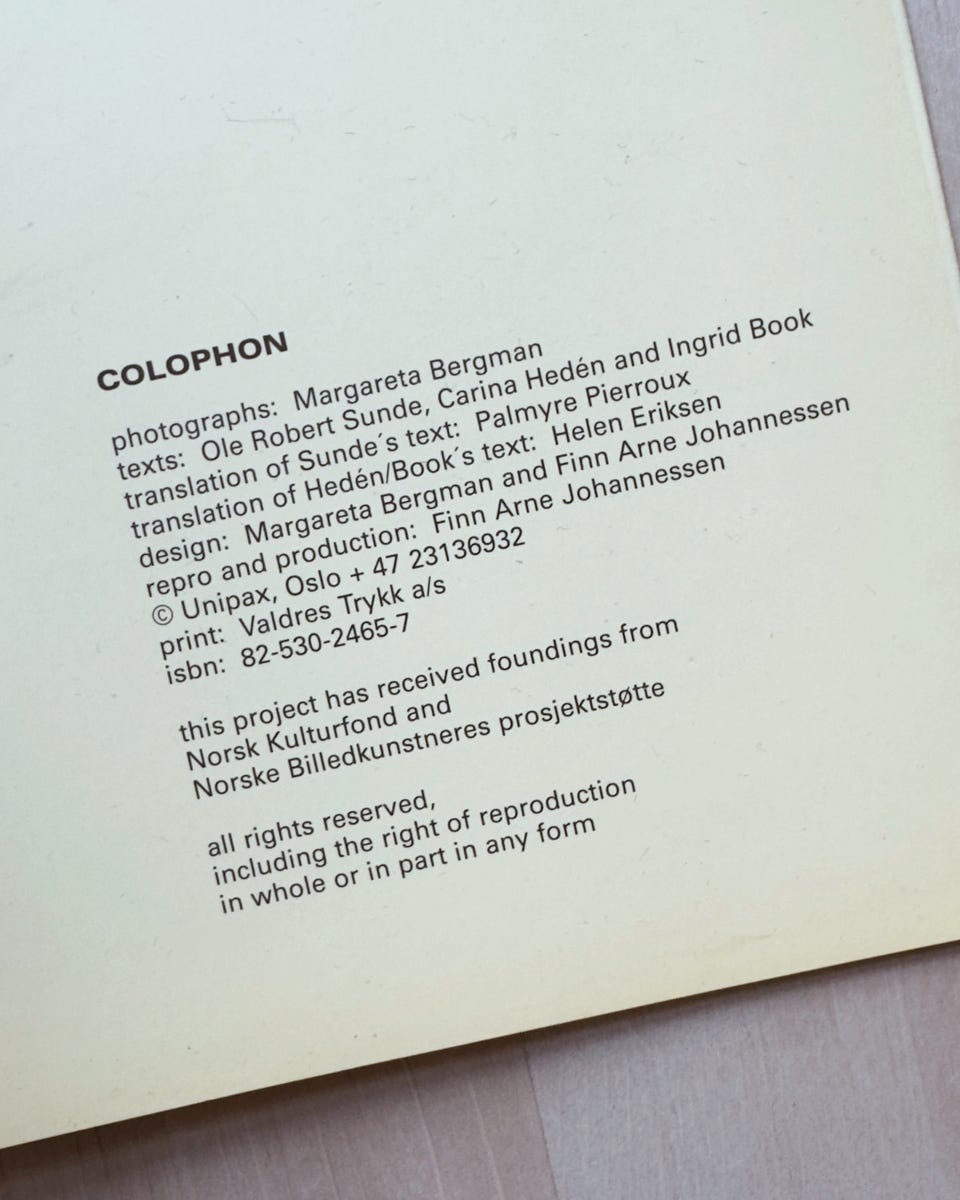 COLOPHON
photographs: Margareta Bergman
texts: Ole Robert Sunde, Carina Hedén and Ingrid Book
translation of Sunde´s text: Palmyre Pierroux
translation of Hedén/Book´s text: Helen Eriksen
design: Margareta Bergman and Finn Arne Johannessen
repro and production: Finn Arne Johannessen
© Unipax, Oslo + 47 23136932
print: Valdres Trykk a/s
isbn: 82-530-2465-7
this project has received foundings from
Norsk Kulturfond and
Norske Billedkunstneres prosjektstøtte
all rights reserved,
including the right of reproduction
in whole or in part in any form